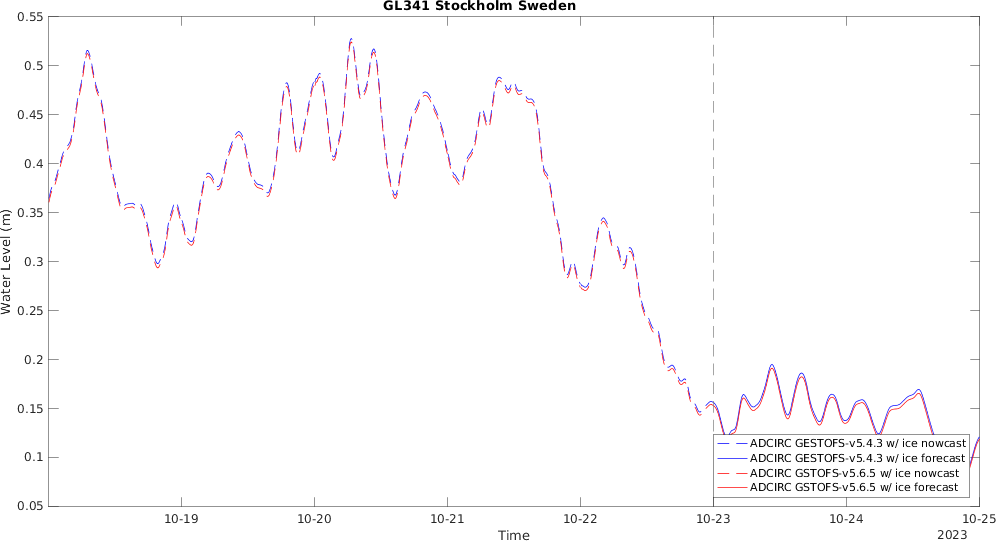 GL341 Stockholm Sweden
0.55
0.5
0.45
0.4
0.35
0.3
0.25
0.2
0.15
0.1
0.05
Water Level (m)
ADCIRC GESTOFS-v5.4.3 w/ ice nowcast
ADCIRC GESTOFS-v5.4.3 w/ ice forecast
ADCIRC GSTOFS-v5.6.5 w/ ice nowcast
ADCIRC GSTOFS-v5.6.5 w/ ice forecast
10-19 10-20 10-21 10-22 10-23 10-24 10-25
Time
2023